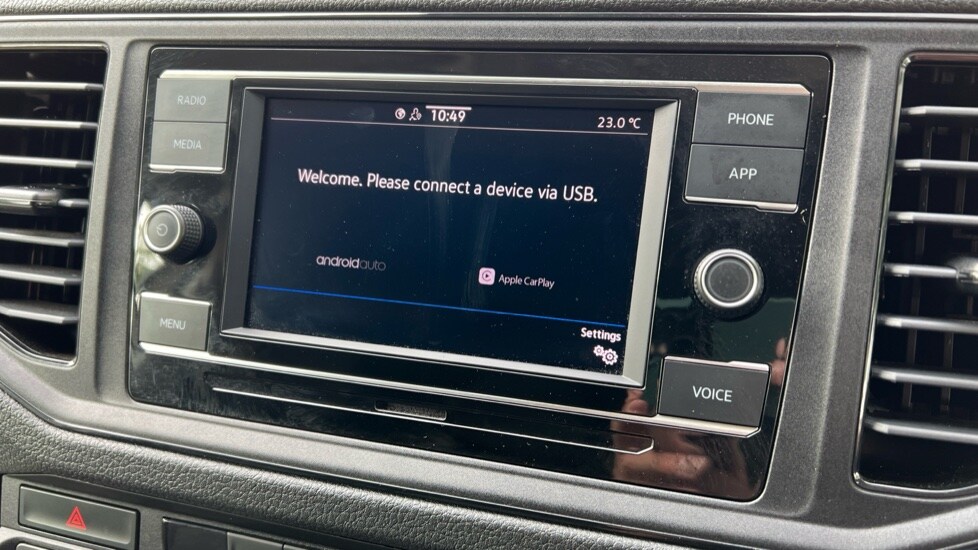 RADIO
MEDIA
MENU
10:49
23.0 °C
Welcome. Please connect a device via USB.
androidauto
Apple CarPlay
Settings
PHONE
APP
VOICE